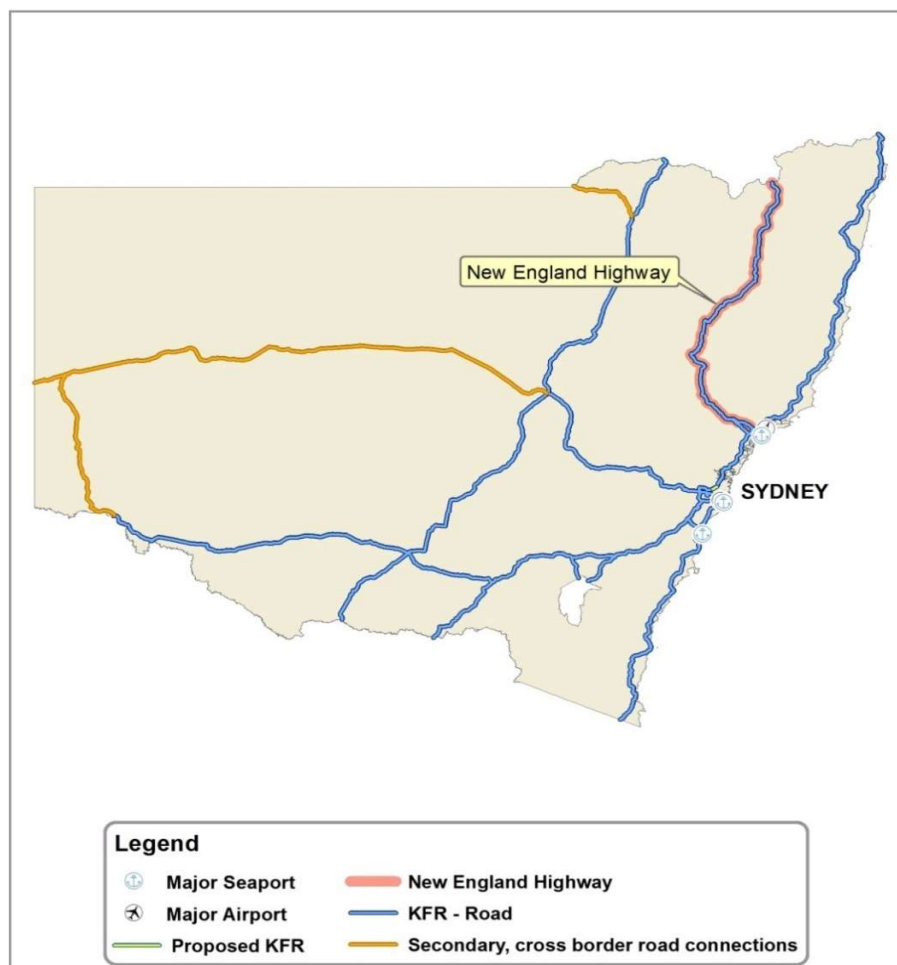 New England Highway
SYDNEY
Legend
Major Seaport
New England Highway
Major Airport
KFR - Road
Proposed KFR
Secondary, cross border road connections